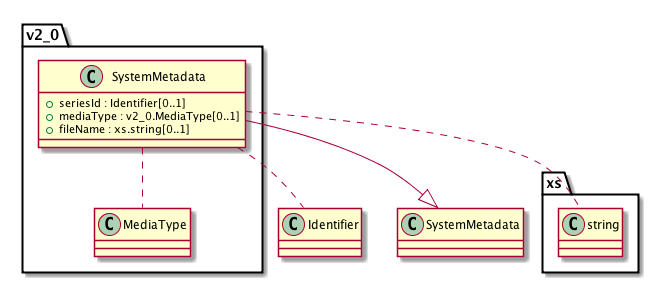 v2_0
C SystemMetadata
seriesId : Identifier[0..1]
mediaType : v2_0.MediaType[0..1]
fileName : xs.string[0..1]
xs
C MediaType
C Identifier
C SystemMetadata
C string